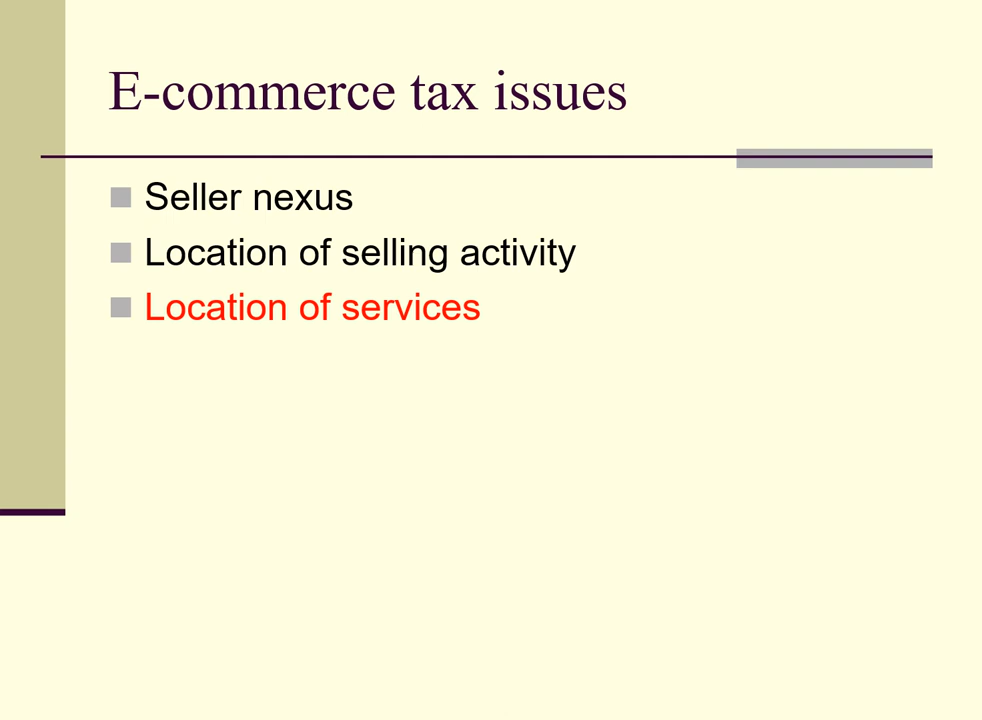 E-commerce tax issues
Seller nexus
Location of selling activity
Location of services